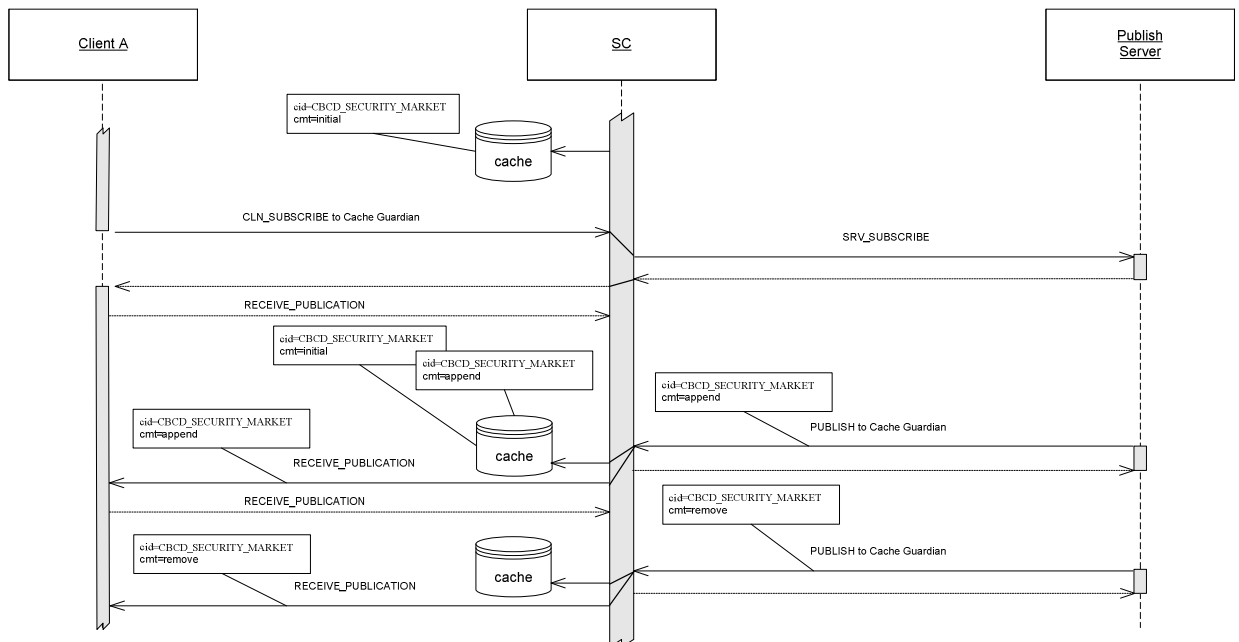 Client A
SC
Publish
Server
cid=CBCD_SECURITY_MARKET
cmt=initial
cache
CLN_SUBSCRIBE to Cache Guardian
SRV_SUBSCRIBE
RECEIVE_PUBLICATION
cid=CBCD_SECURITY_MARKET
cmt=initial
cid=CBCD_SECURITY_MARKET
cmt=append
cid=CBCD_SECURITY_MARKET
cmt=append
cid=CBCD_SECURITY_MARKET
cmt=append
PUBLISH to Cache Guardian
cache
RECEIVE_PUBLICATION
RECEIVE_PUBLICATION
cid=CBCD_SECURITY_MARKET
cmt=remove
cid=CBCD_SECURITY_MARKET
cmt=remove
PUBLISH to Cache Guardian
cache
RECEIVE_PUBLICATION